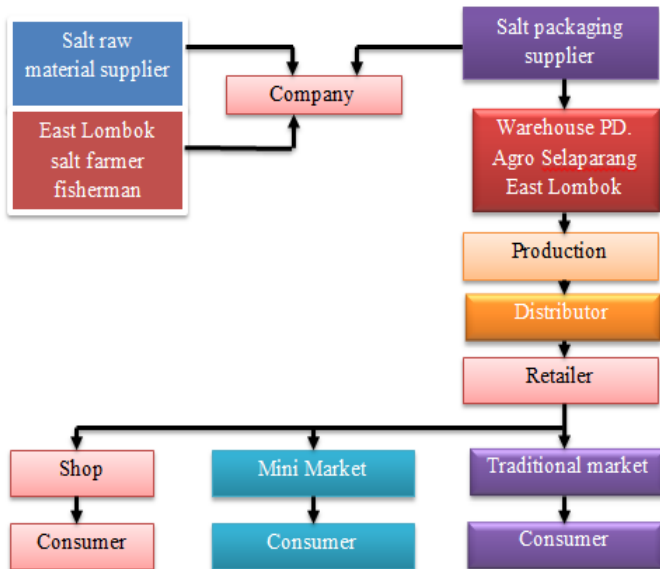 Salt raw
material supplier
Salt packaging
supplier
Company
East Lombok
salt farmer
fisherman
Warehouse PD.
Agro Selaparang
East Lombok
Production
Distributor
Retailer
Shop
Mini Market
Traditional market
Consumer
Consumer
Consumer